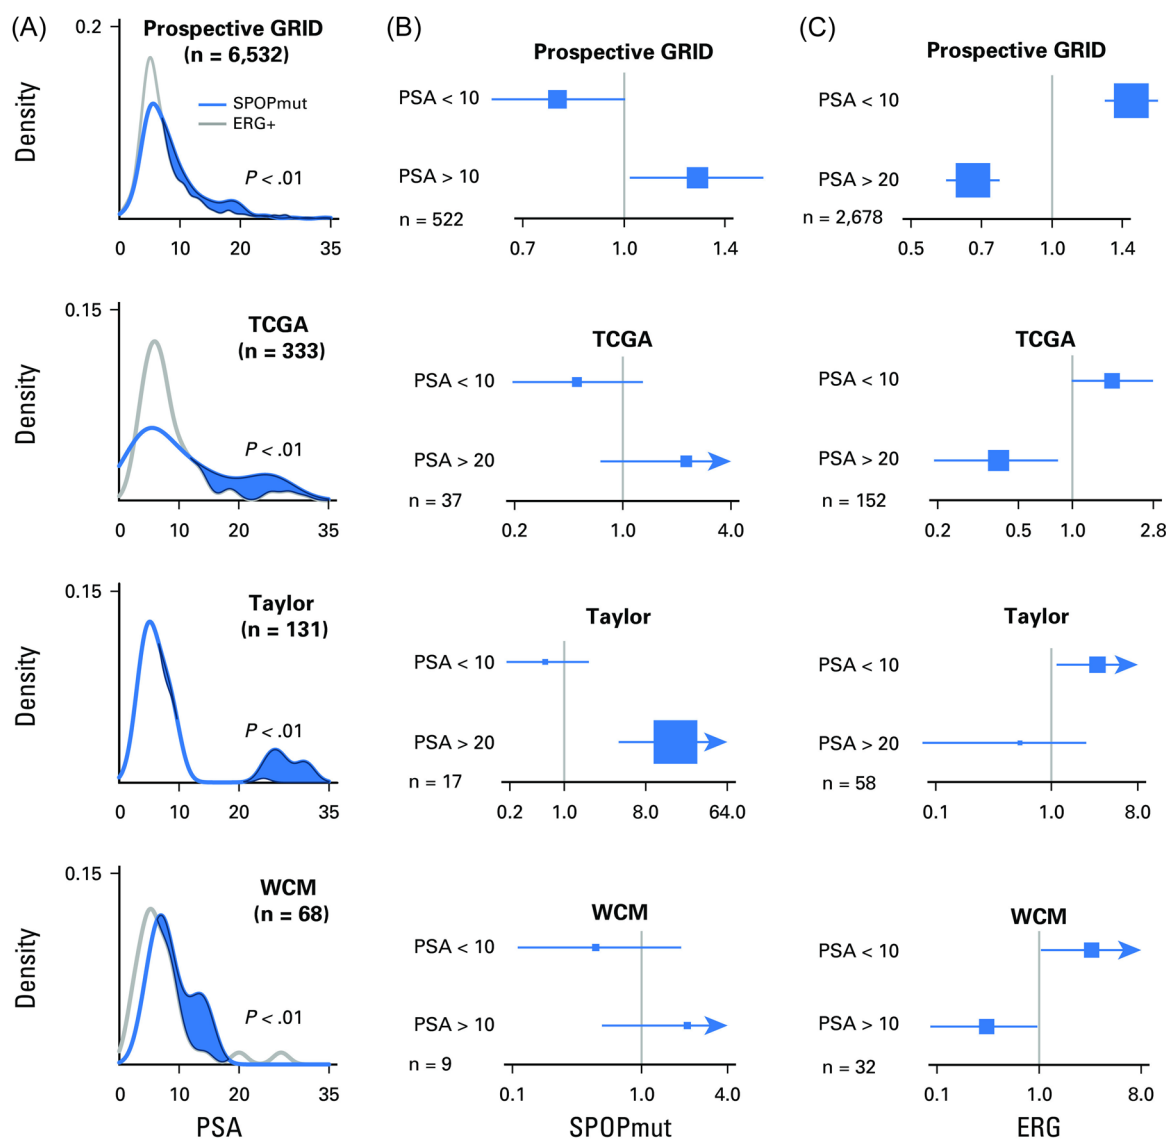 (A)
0.2
Prospective GRID
(n = 6,532)
SPOPmut
ERG+
P < .01
Density
0 10 20 35
0.15
TCGA
(n = 333)
P < .01
Density
0 10 20 35
0.15
Taylor
(n = 131)
P < .01
Density
0 10 20 35
0.15
WCM
(n = 68)
P < .01
Density
0 10 20 35
PSA
(B)
Prospective GRID
PSA < 10
PSA > 10
n = 522
0.7 1.0 1.4
TCGA
PSA < 10
PSA > 20
n = 37
0.2 1.0 4.0
Taylor
PSA < 10
PSA > 20
n = 17
0.2 1.0 8.0 64.0
WCM
PSA < 10
PSA > 10
n = 9
0.1 1.0 4.0
SPOPmut
(C)
Prospective GRID
PSA < 10
PSA > 20
n = 2,678
0.5 0.7 1.0 1.4
TCGA
PSA < 10
PSA > 20
n = 152
0.2 0.5 1.0 2.8
Taylor
PSA < 10
PSA > 20
n = 58
0.1 1.0 8.0
WCM
PSA < 10
PSA > 10
n = 32
0.1 1.0 8.0
ERG